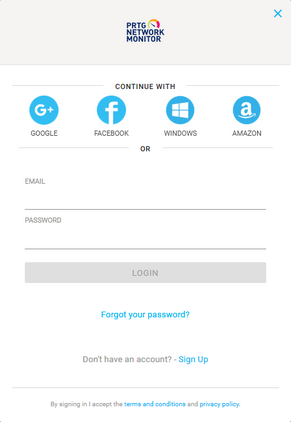 PRTG
NETWORK
MONITOR
CONTINUE WITH
G+
f
a
GOOGLE FACEBOOK WINDOWS AMAZON
OR
EMAIL
PASSWORD
LOGIN
Forgot your password?
Don't have an account? - Sign Up
By signing in I accept the terms and conditions and privacy policy.